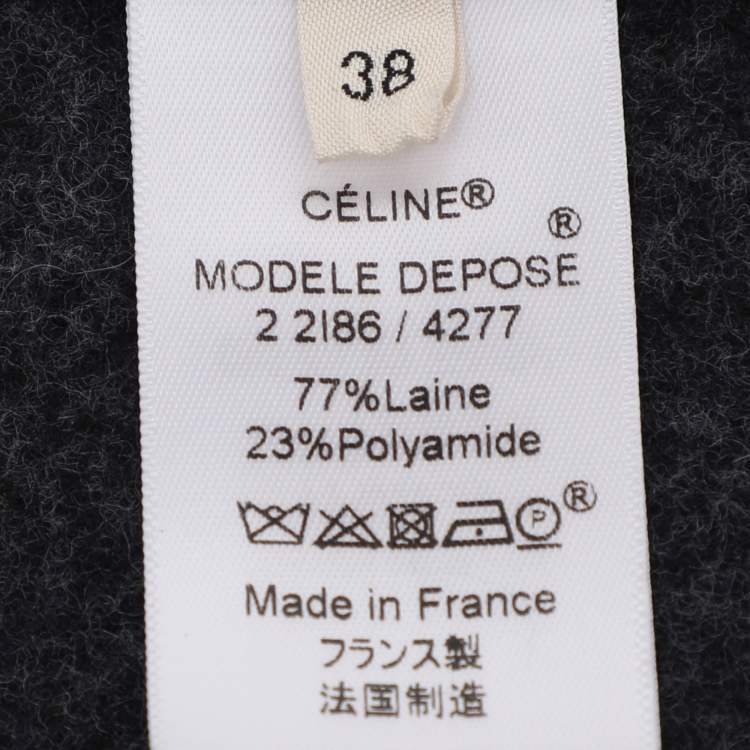 38
CÉLINE®
®
MODELE DEPOSE
2 2186 / 4277
77%Laine
23%Polyamide
P ®
Made in France
フランス製
法国制造